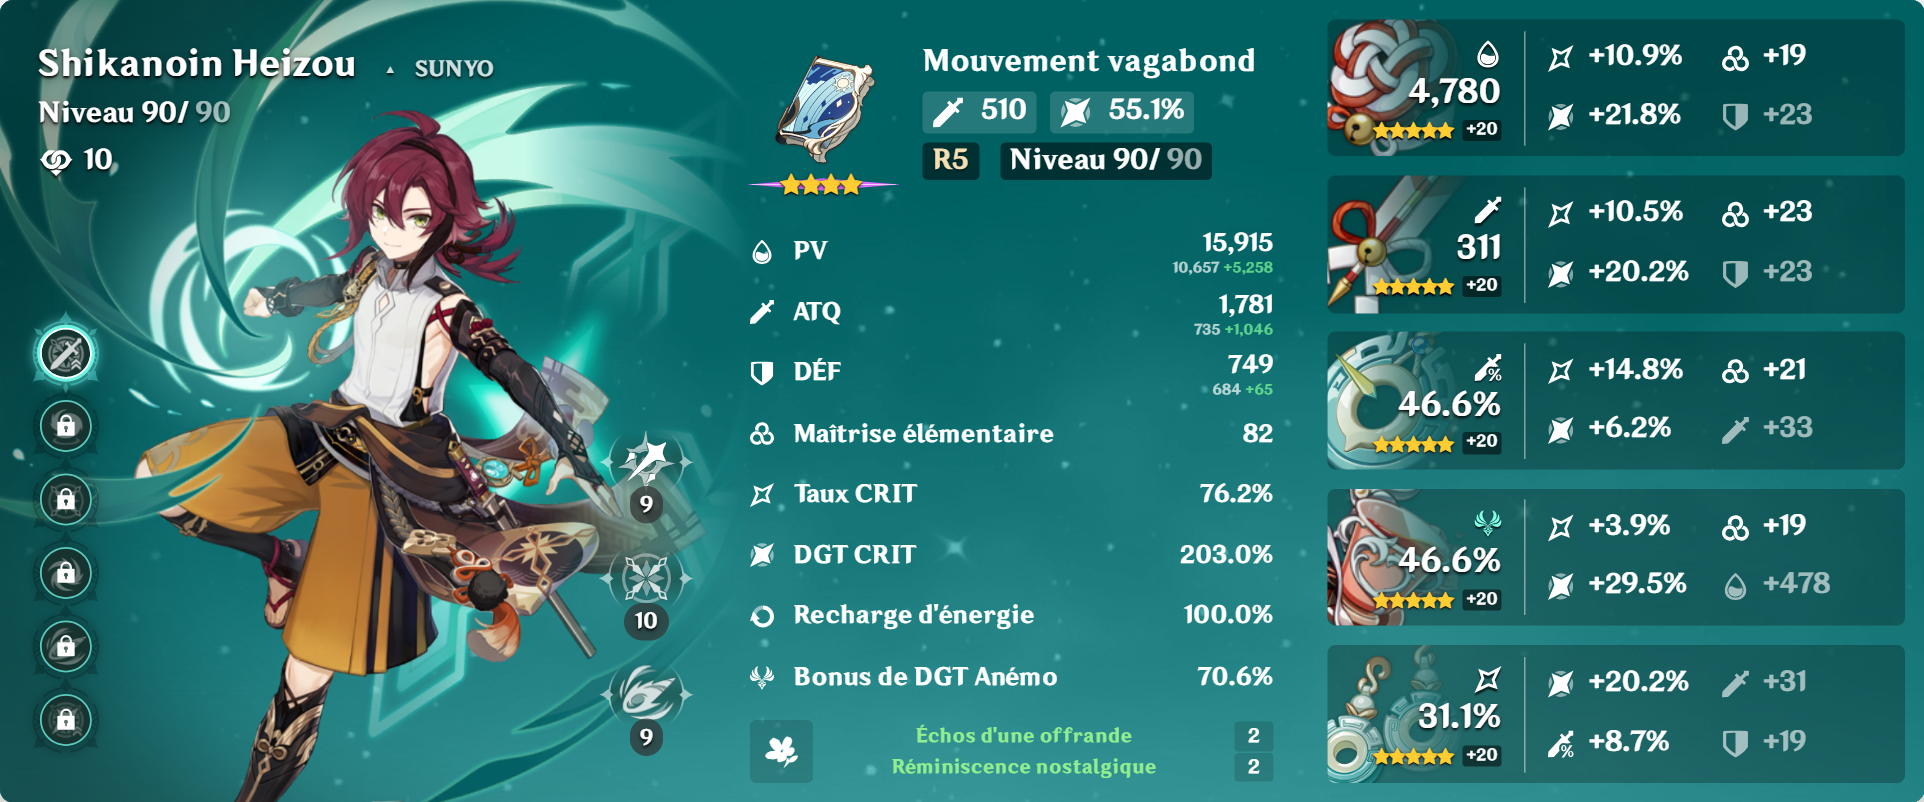 Shikanoin Heizou ▲ SUNYO
Niveau 90/ 90
10
9
10
9
Mouvement vagabond
510 55.1%
R5 Niveau 90/ 90
PV 15,915
10,657 +5,258
ATQ 1,781
735 +1,046
DÉF 749
684 +65
Maîtrise élémentaire 82
Taux CRIT 76.2%
DGT CRIT 203.0%
Recharge d'énergie 100.0%
Bonus de DGT Anémo 70.6%
Échos d'une offrande 2
Réminiscence nostalgique 2
4,780
+20
+10.9% +19
+21.8% +23
311
+20
+10.5% +23
+20.2% +23
46.6%
+20
+14.8% +21
+6.2% +33
46.6%
+20
+3.9% +19
+29.5% +478
31.1%
+20
+20.2% +31
+8.7% +19